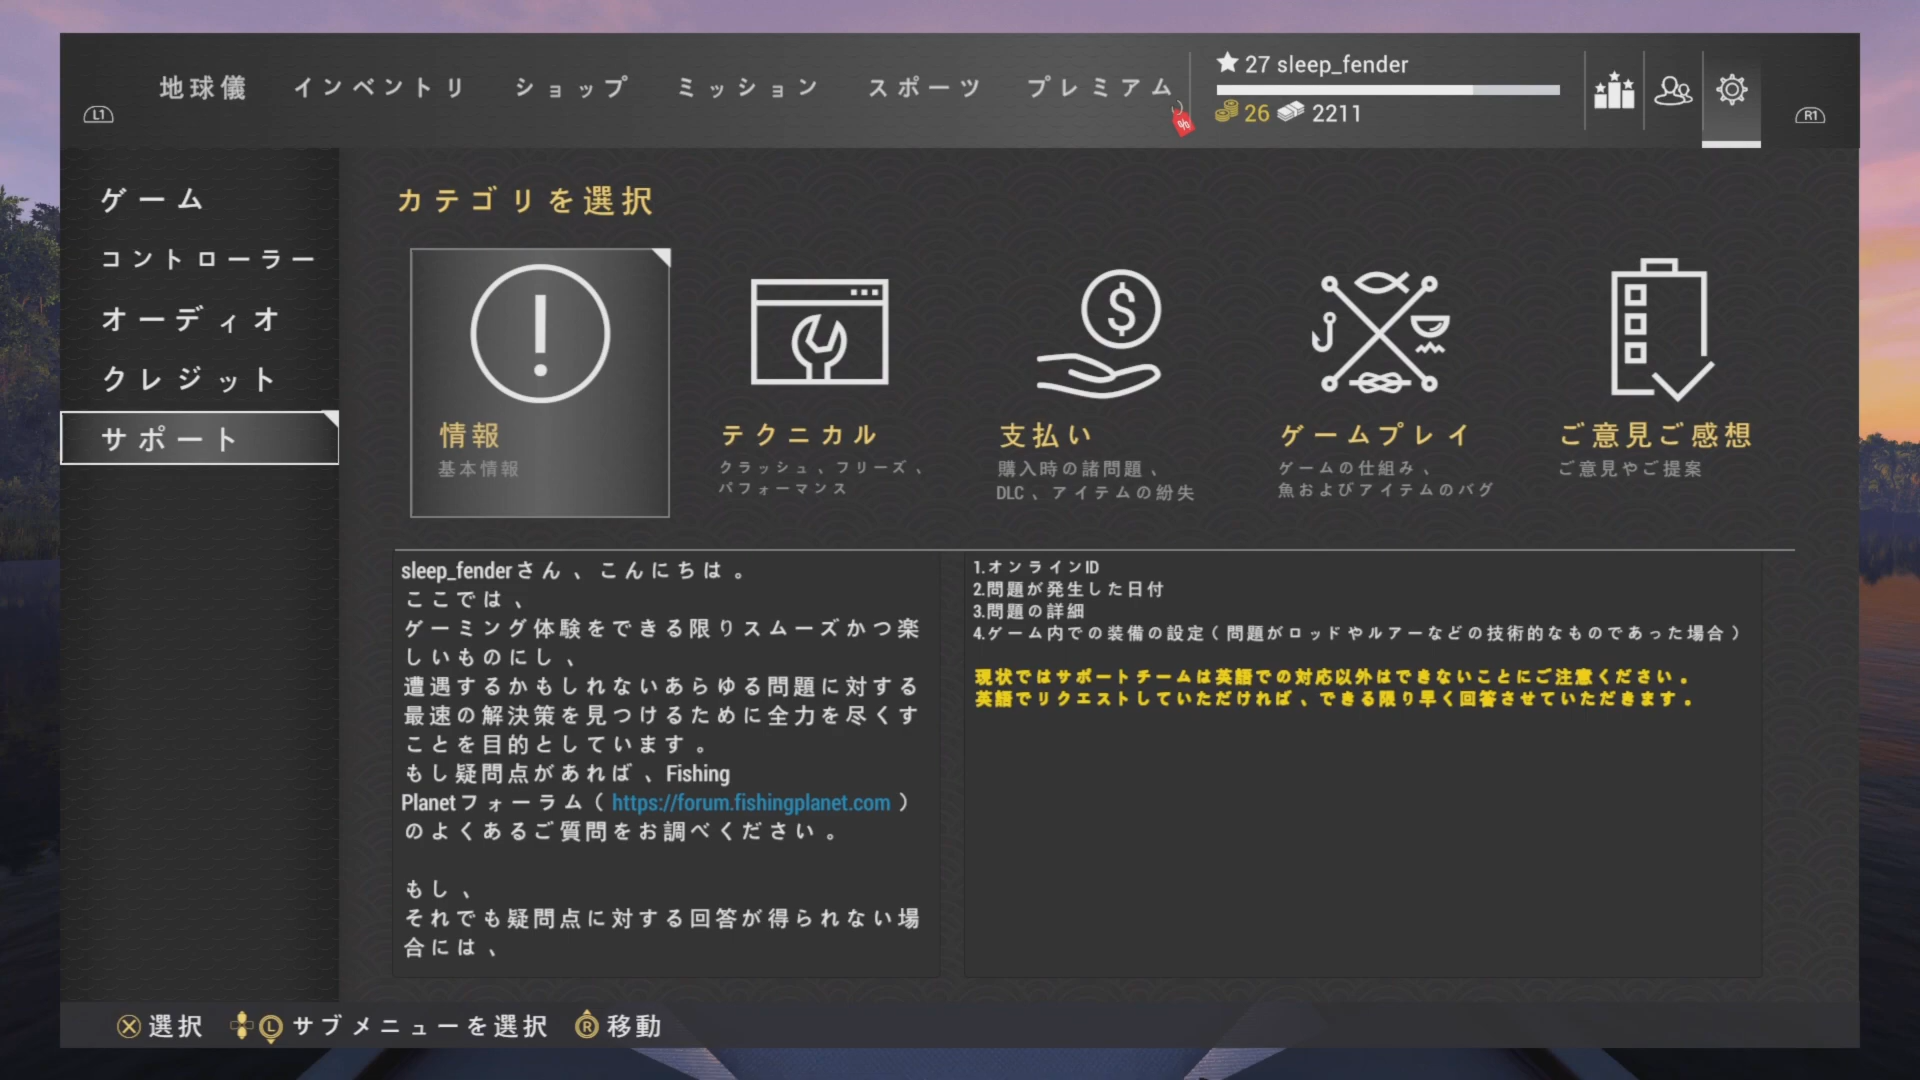 L1
地球儀
インベントリ
ショップ
ミッション
スポーツ
プレミアム
%
27 sleep_fender
26 2211
R1
ゲーム
コントローラー
オーディオ
クレジット
サポート
カテゴリを選択
情報
基本情報
テクニカル
クラッシュ、フリーズ、
パフォーマンス
$
支払い
購入時の諸問題、
DLC、アイテムの紛失
ゲームプレイ
ゲームの仕組み、
魚およびアイテムのバグ
ご意見ご感想
ご意見やご提案
sleep_fenderさん、こんにちは。
ここでは、
ゲーミング体験をできる限りスムーズかつ楽
しいものにし、
遭遇するかもしれないあらゆる問題に対する
最速の解決策を見つけるために全力を尽くす
ことを目的としています。
もし疑問点があれば、Fishing
Planetフォーラム(https://forum.fishingplanet.com)
のよくあるご質問をお調べください。
もし、
それでも疑問点に対する回答が得られない場
合には、
1.オンラインID
2.問題が発生した日付
3.問題の詳細
4.ゲーム内での装備の設定(問題がロッドやルアーなどの技術的なものであった場合)
現状ではサポートチームは英語での対応以外はできないことにご注意ください。
英語でリクエストしていただければ、できる限り早く回答させていただきます。
選択
L サブメニューを選択
R 移動